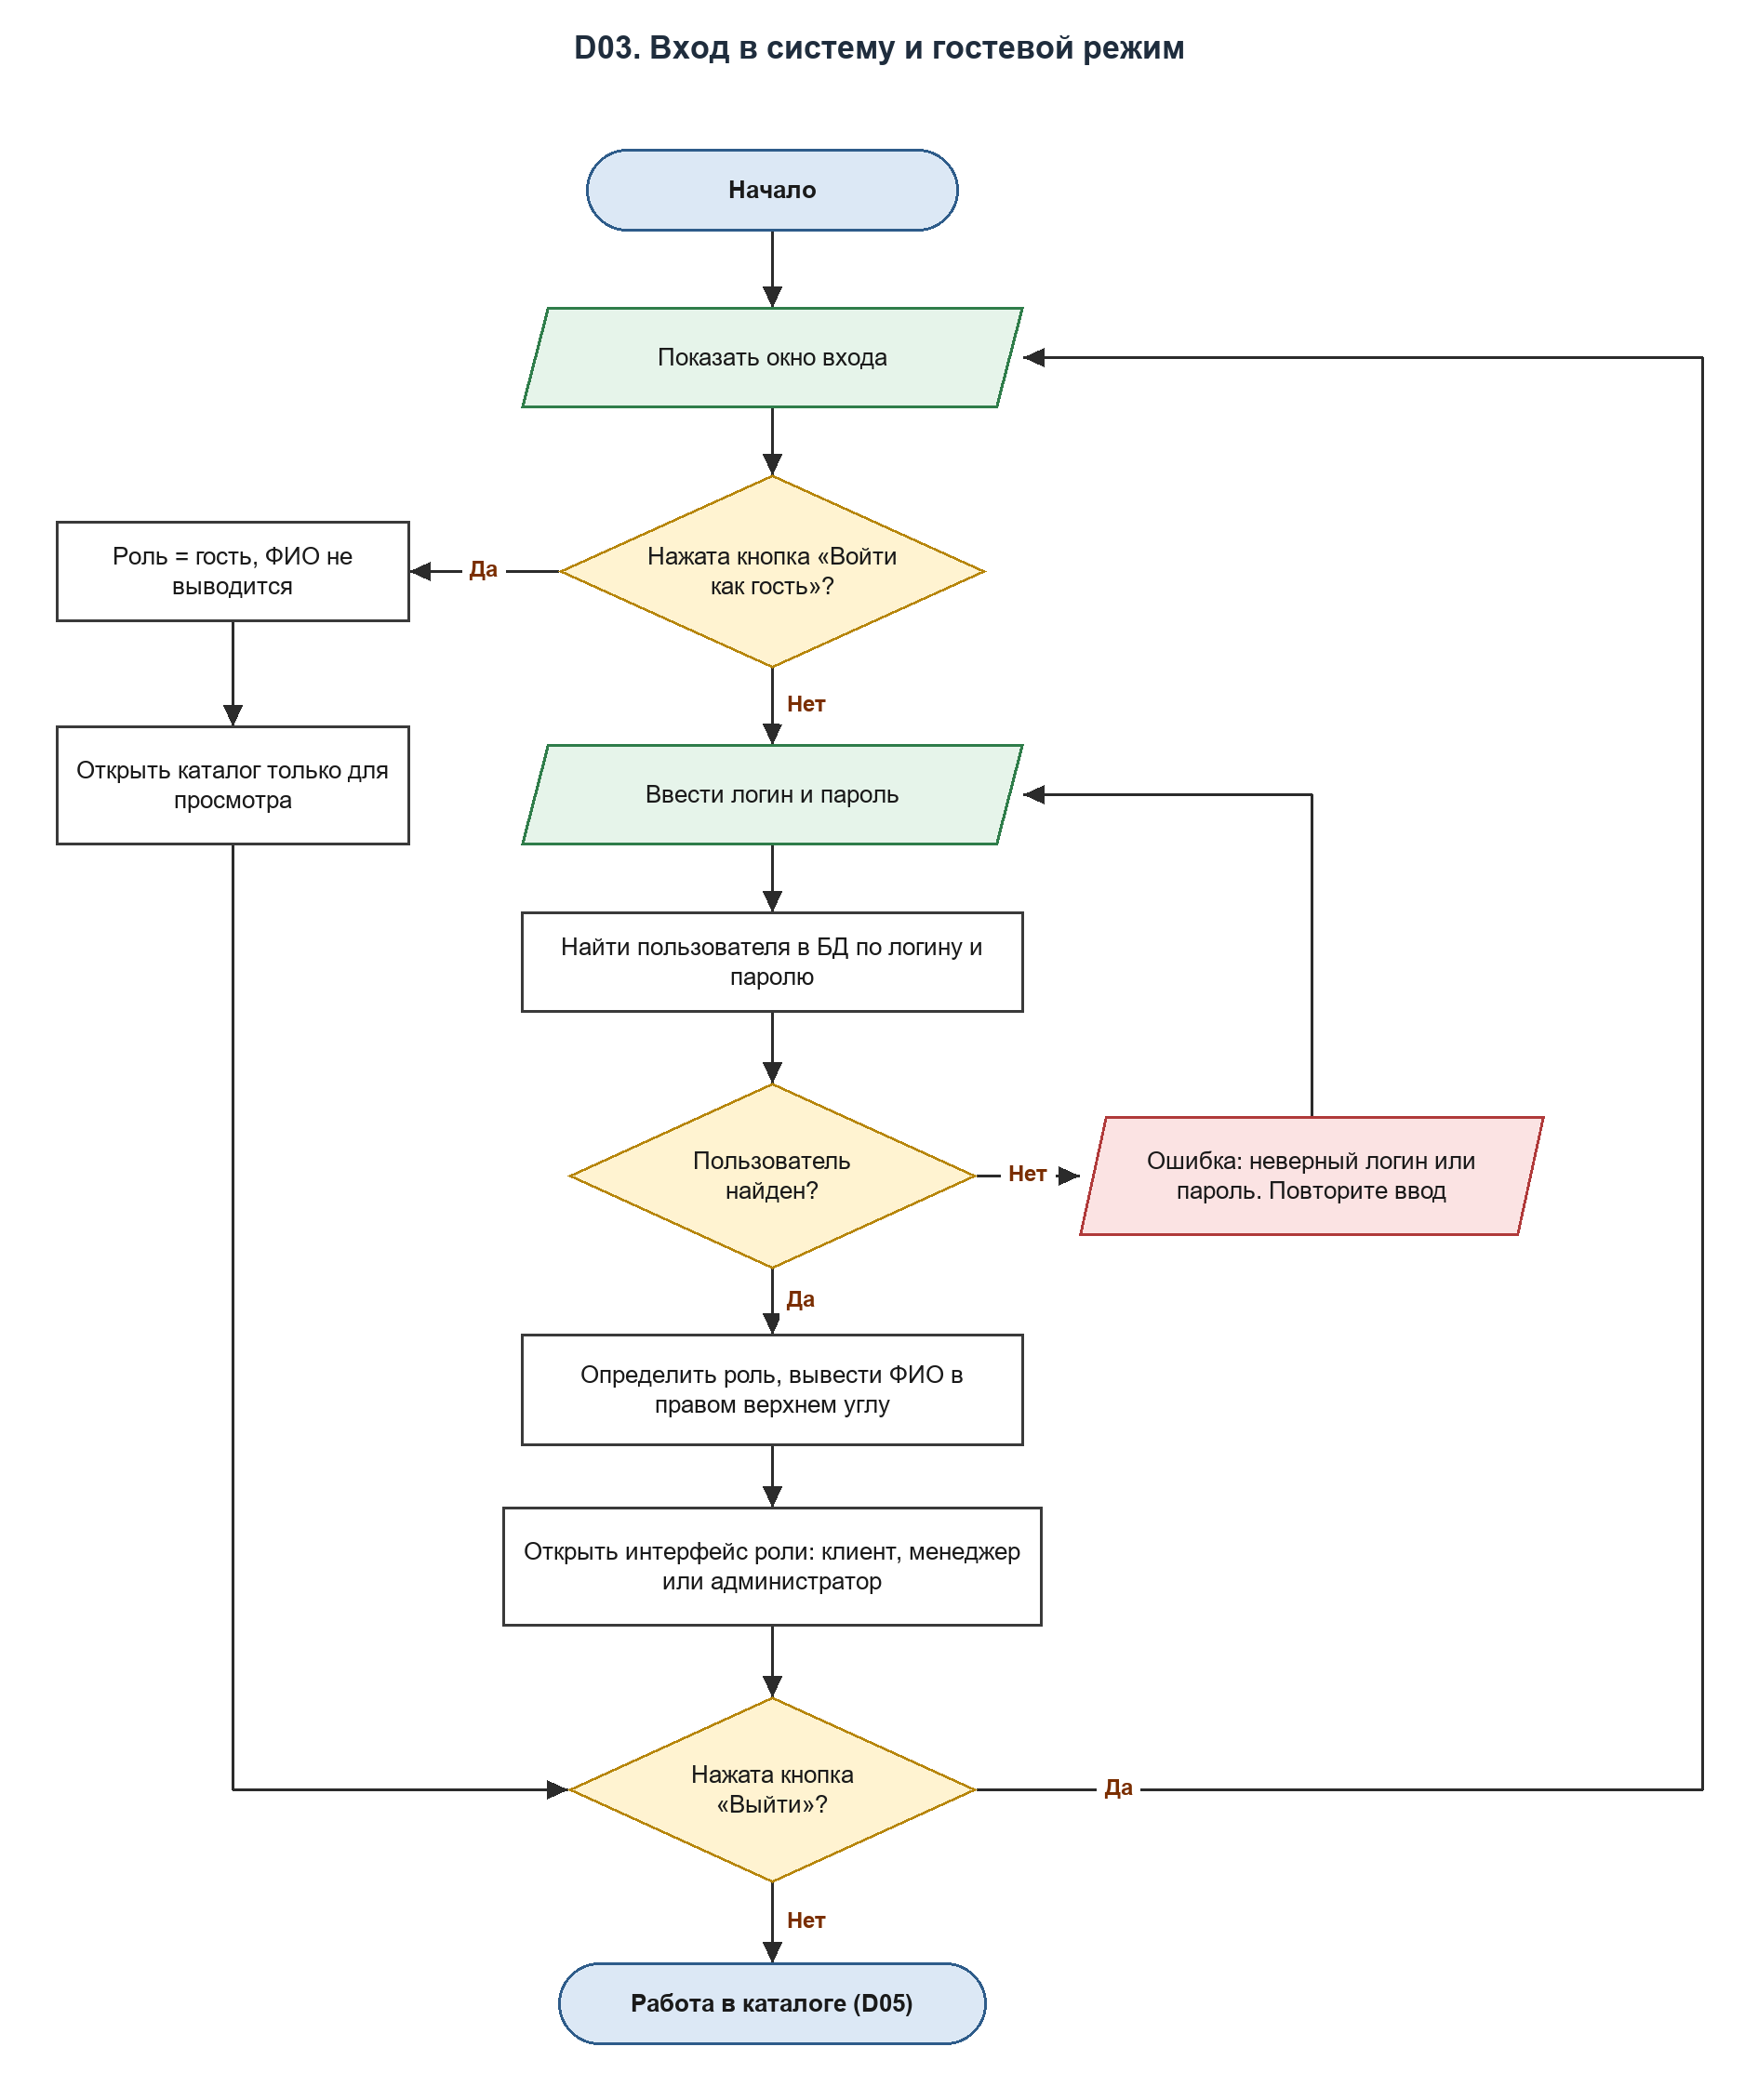 D03. Вход в систему и гостевой режим
Начало
Показать окно входа
Нажата кнопка «Войти
как гость»?
Да
Роль = гость, ФИО не
выводится
Открыть каталог только для
просмотра
Нет
Ввести логин и пароль
Найти пользователя в БД по логину и
паролю
Пользователь
найден?
Нет
Ошибка: неверный логин или
пароль. Повторите ввод
Да
Определить роль, вывести ФИО в
правом верхнем углу
Открыть интерфейс роли: клиент, менеджер
или администратор
Нажата кнопка
«Выйти»?
Да
Нет
Работа в каталоге (D05)